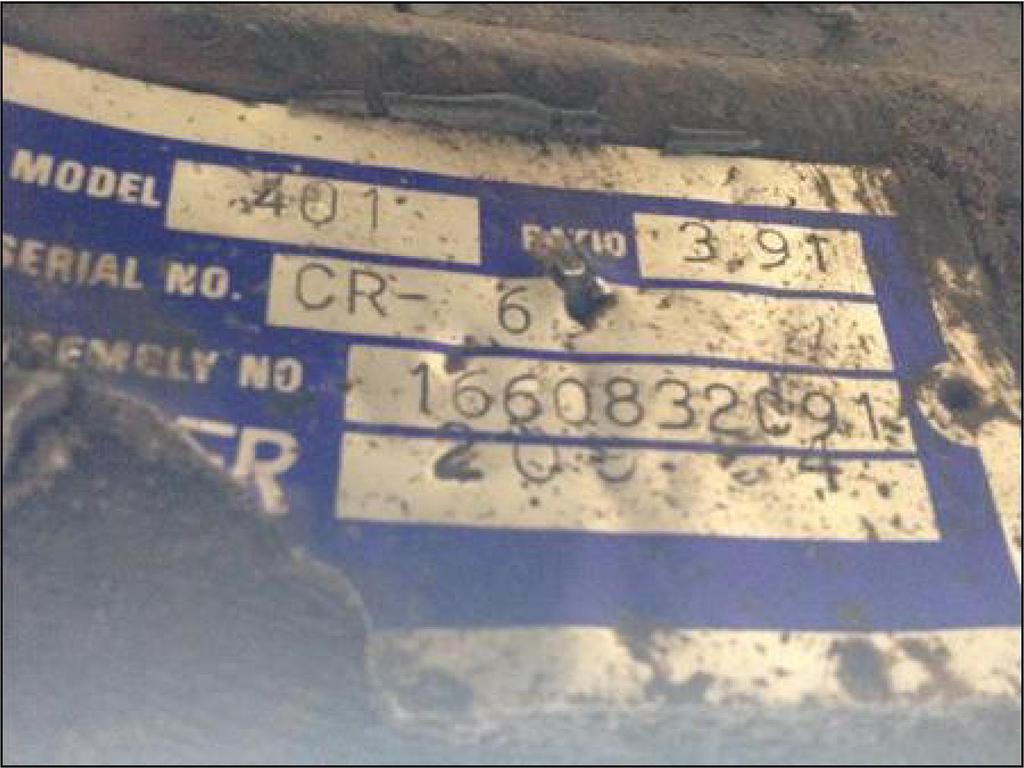 MODEL 401 RATIO 3.91
SERIAL NO. CR- 6
ASSEMBLY NO 1660832C91